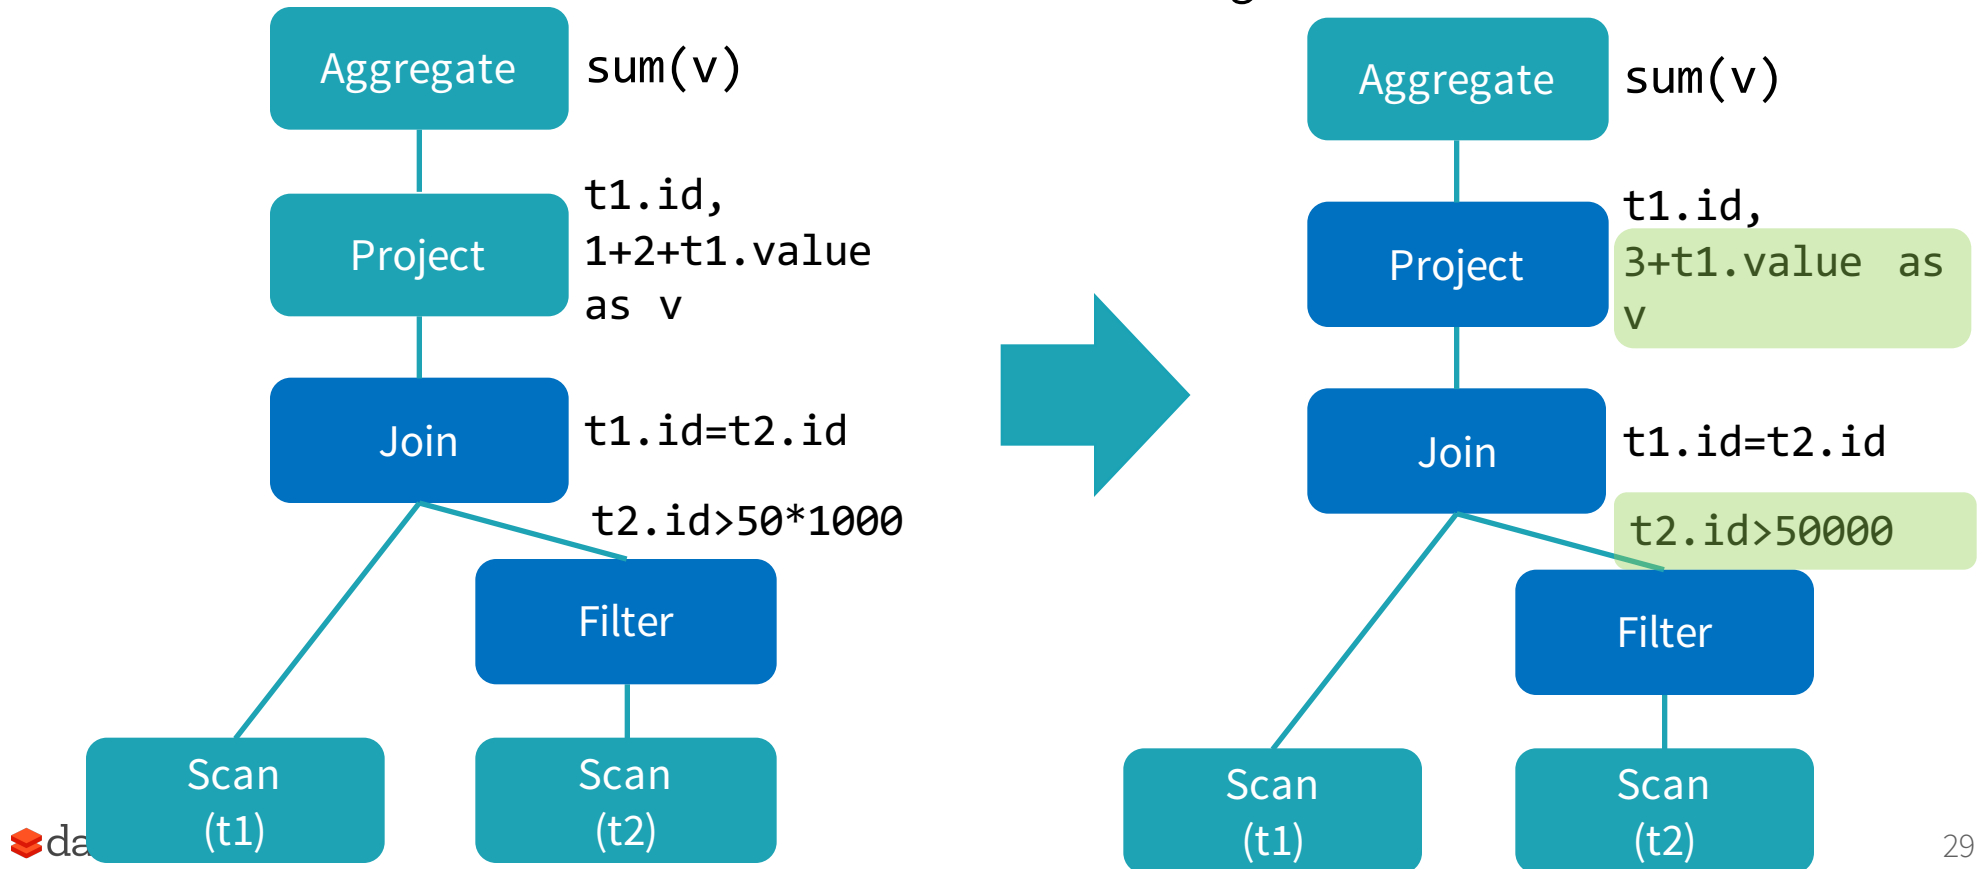 Aggregate
sum(v)
Project
t1.id,
1+2+t1.value
as v
Join
t1.id=t2.id
t2.id>50*1000
Filter
Scan
(t1)
Scan
(t2)
Aggregate
sum(v)
Project
t1.id,
3+t1.value as
v
Join
t1.id=t2.id
t2.id>50000
Filter
Scan
(t1)
Scan
(t2)
da
29